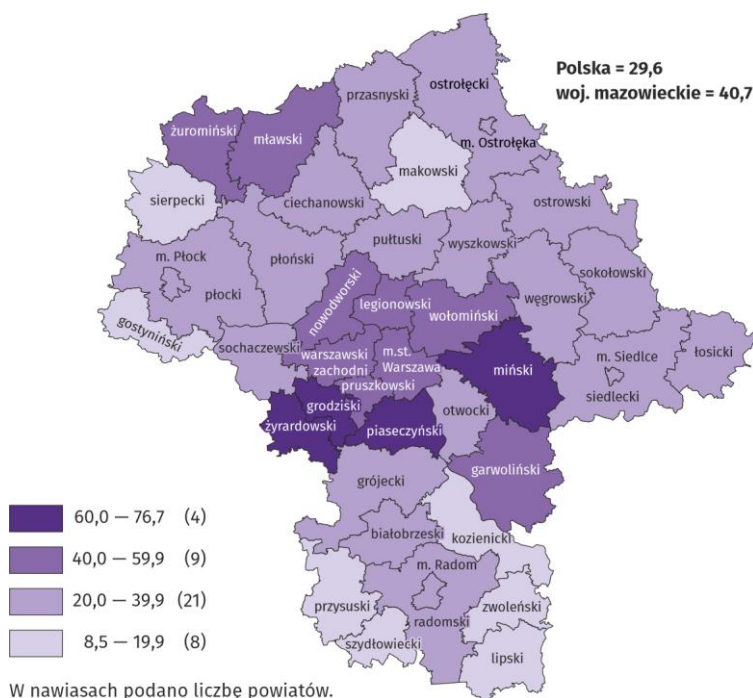 Polska = 29,6
woj. mazowieckie = 40,7
ostrołęcki
przasnyski
żuromiński
mławski
m. Ostrołęka
makowski
sierpecki
ciechanowski
ostrowski
pułtuski
wyszkowski
m. Płock
płoński
sokołowski
węgrowski
płocki
nowodworski
legionowski
wołomiński
gostyniński
sochaczewski
warszawski
zachodni
m.st.
Warszawa
m. Siedlce
łosicki
miński
pruszkowski
siedlecki
grodziski
otwocki
żyrardowski
piaseczyński
garwoliński
grójecki
60,0 — 76,7 (4)
białobrzeski
kozienicki
40,0 — 59,9 (9)
m. Radom
20,0 — 39,9 (21)
przysuski
zwoleński
radomski
8,5 — 19,9 (8)
szydłowiecki
lipski
W nawiasach podano liczbę powiatów.